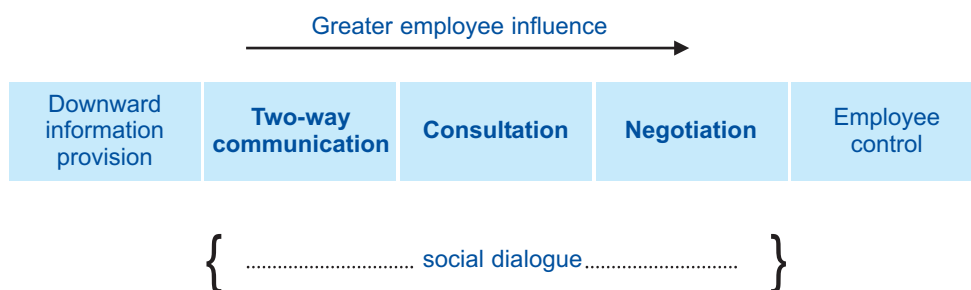 Greater employee influence
Downward
information
provision
Two-way
communication
Consultation
Negotiation
Employee
control
{ ................................ social dialogue............................. }